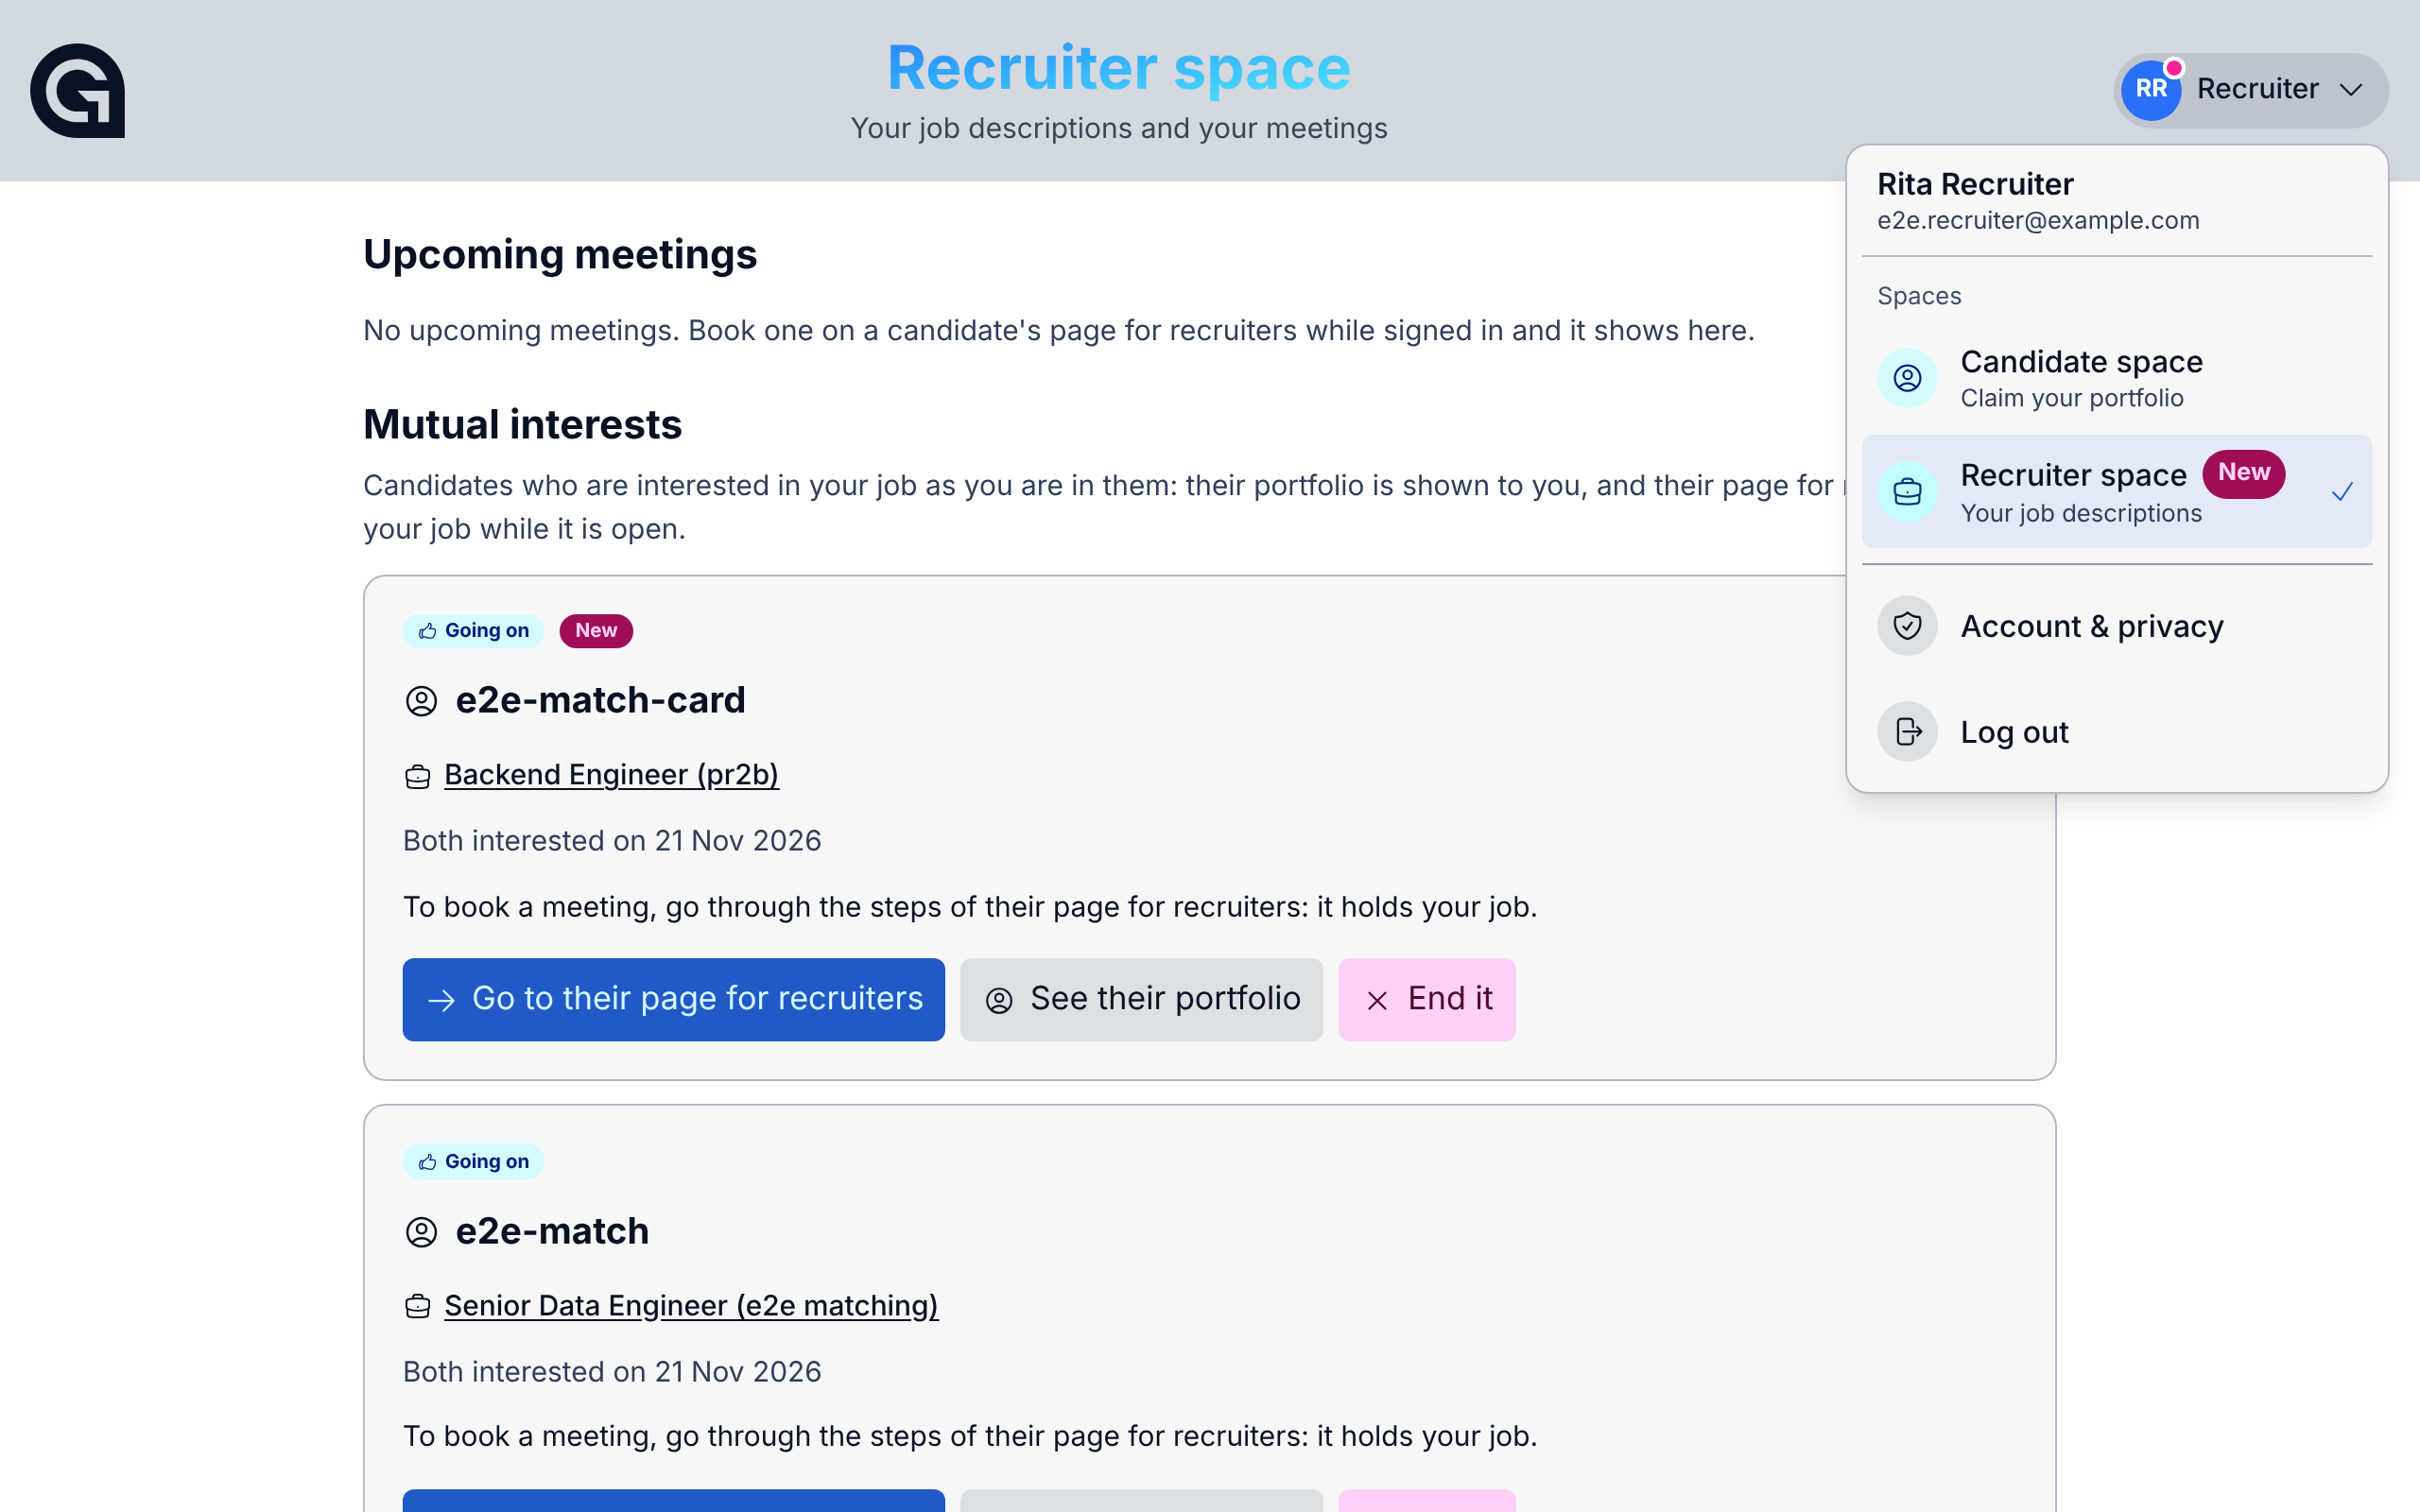 Recruiter space
Your job descriptions and your meetings
RR Recruiter
Rita Recruiter
e2e.recruiter@example.com
Spaces
Candidate space
Claim your portfolio
Recruiter space New
Your job descriptions
Account & privacy
Log out
Upcoming meetings
No upcoming meetings. Book one on a candidate's page for recruiters while signed in and it shows here.
Mutual interests
Candidates who are interested in your job as you are in them: their portfolio is shown to you, and their page for
your job while it is open.
Going on New
e2e-match-card
Backend Engineer (pr2b)
Both interested on 21 Nov 2026
To book a meeting, go through the steps of their page for recruiters: it holds your job.
Go to their page for recruiters See their portfolio End it
Going on
e2e-match
Senior Data Engineer (e2e matching)
Both interested on 21 Nov 2026
To book a meeting, go through the steps of their page for recruiters: it holds your job.